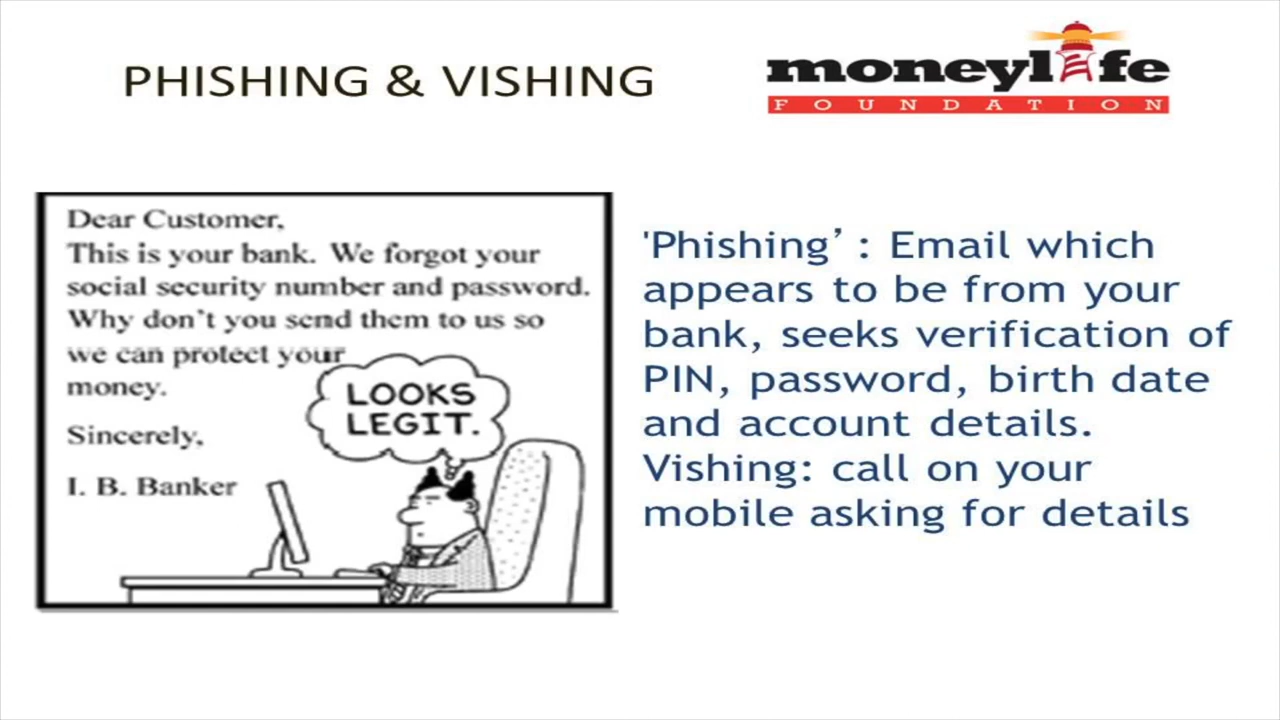 PHISHING & VISHING
moneylife
FOUNDATION
Dear Customer,
This is your bank. We forgot your
social security number and password.
Why don't you send them to us so
we can protect your
money.
Sincerely,
I. B. Banker
LOOKS
LEGIT.
'Phishing’ : Email which
appears to be from your
bank, seeks verification of
PIN, password, birth date
and account details.
Vishing: call on your
mobile asking for details